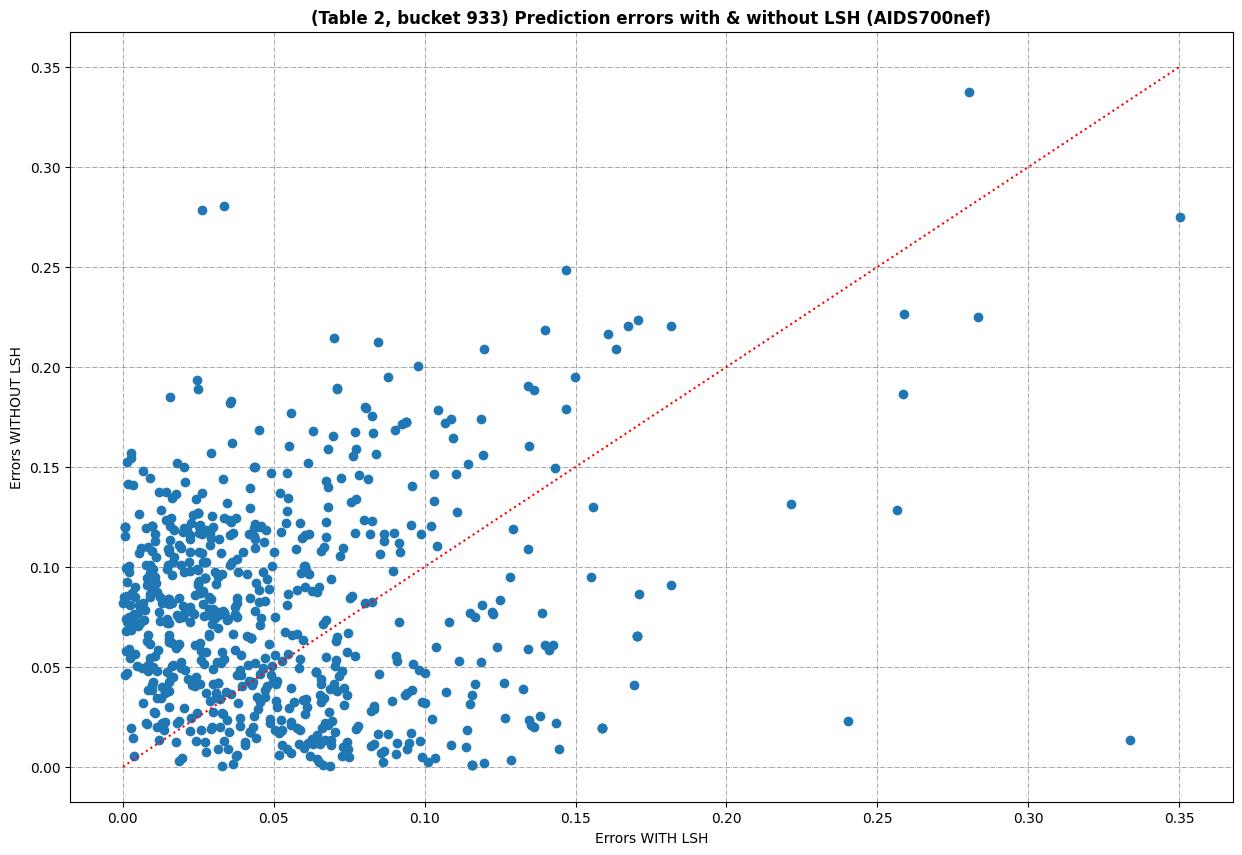 (Table 2, bucket 933) Prediction errors with & without LSH (AIDS700nef)
Errors WITHOUT LSH
0.35
0.30
0.25
0.20
0.15
0.10
0.05
0.00
0.00 0.05 0.10 0.15 0.20 0.25 0.30 0.35
Errors WITH LSH